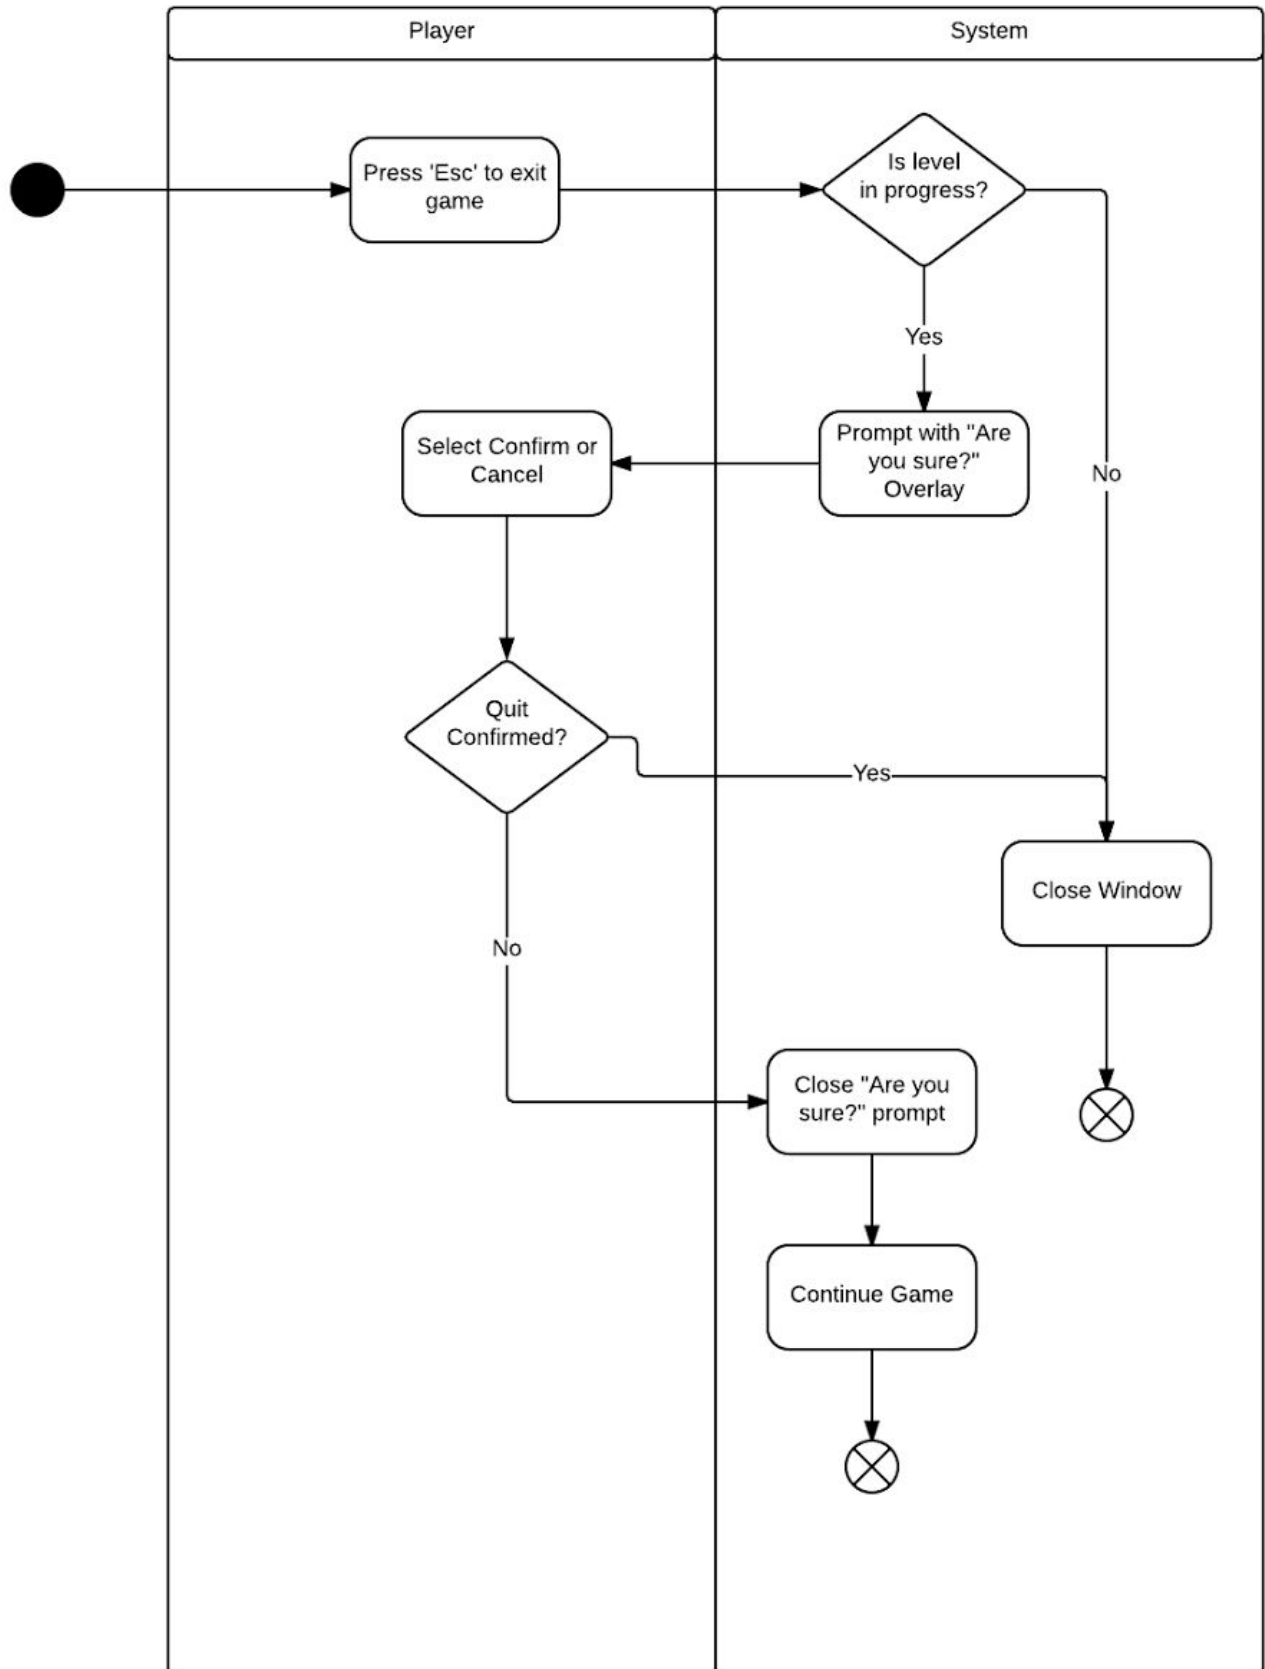 Player
System
Press 'Esc' to exit
game
Is level
in progress?
Yes
Select Confirm or
Cancel
Prompt with "Are
you sure?"
Overlay
No
Quit
Confirmed?
Yes
Close Window
No
Close "Are you
sure?" prompt
Continue Game